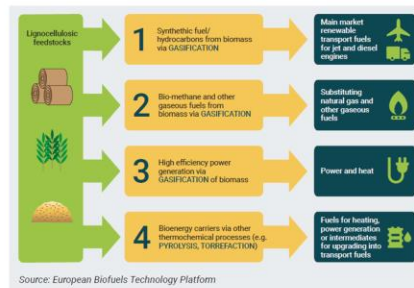 Lignocellulosic
feedstocks
1
Synthethic fuel/
hydrocarbons from biomass
via GASIFICATION
Main market
renewable
transport fuels
for jet and diesel
engines
2
Bio-methane and other
gaseous fuels from
biomass via GASIFICATION
Substituting
natural gas and
other gaseous
fuels
3
High efficiency power
generation via
GASIFICATION of biomass
Power and heat
4
Bioenergy carriers via other
thermochemical processes (e.g.
PYROLYSIS, TORREFACTION)
Fuels for heating,
power generation
or intermediates
for upgrading into
transport fuels
Source: European Biofuels Technology Platform